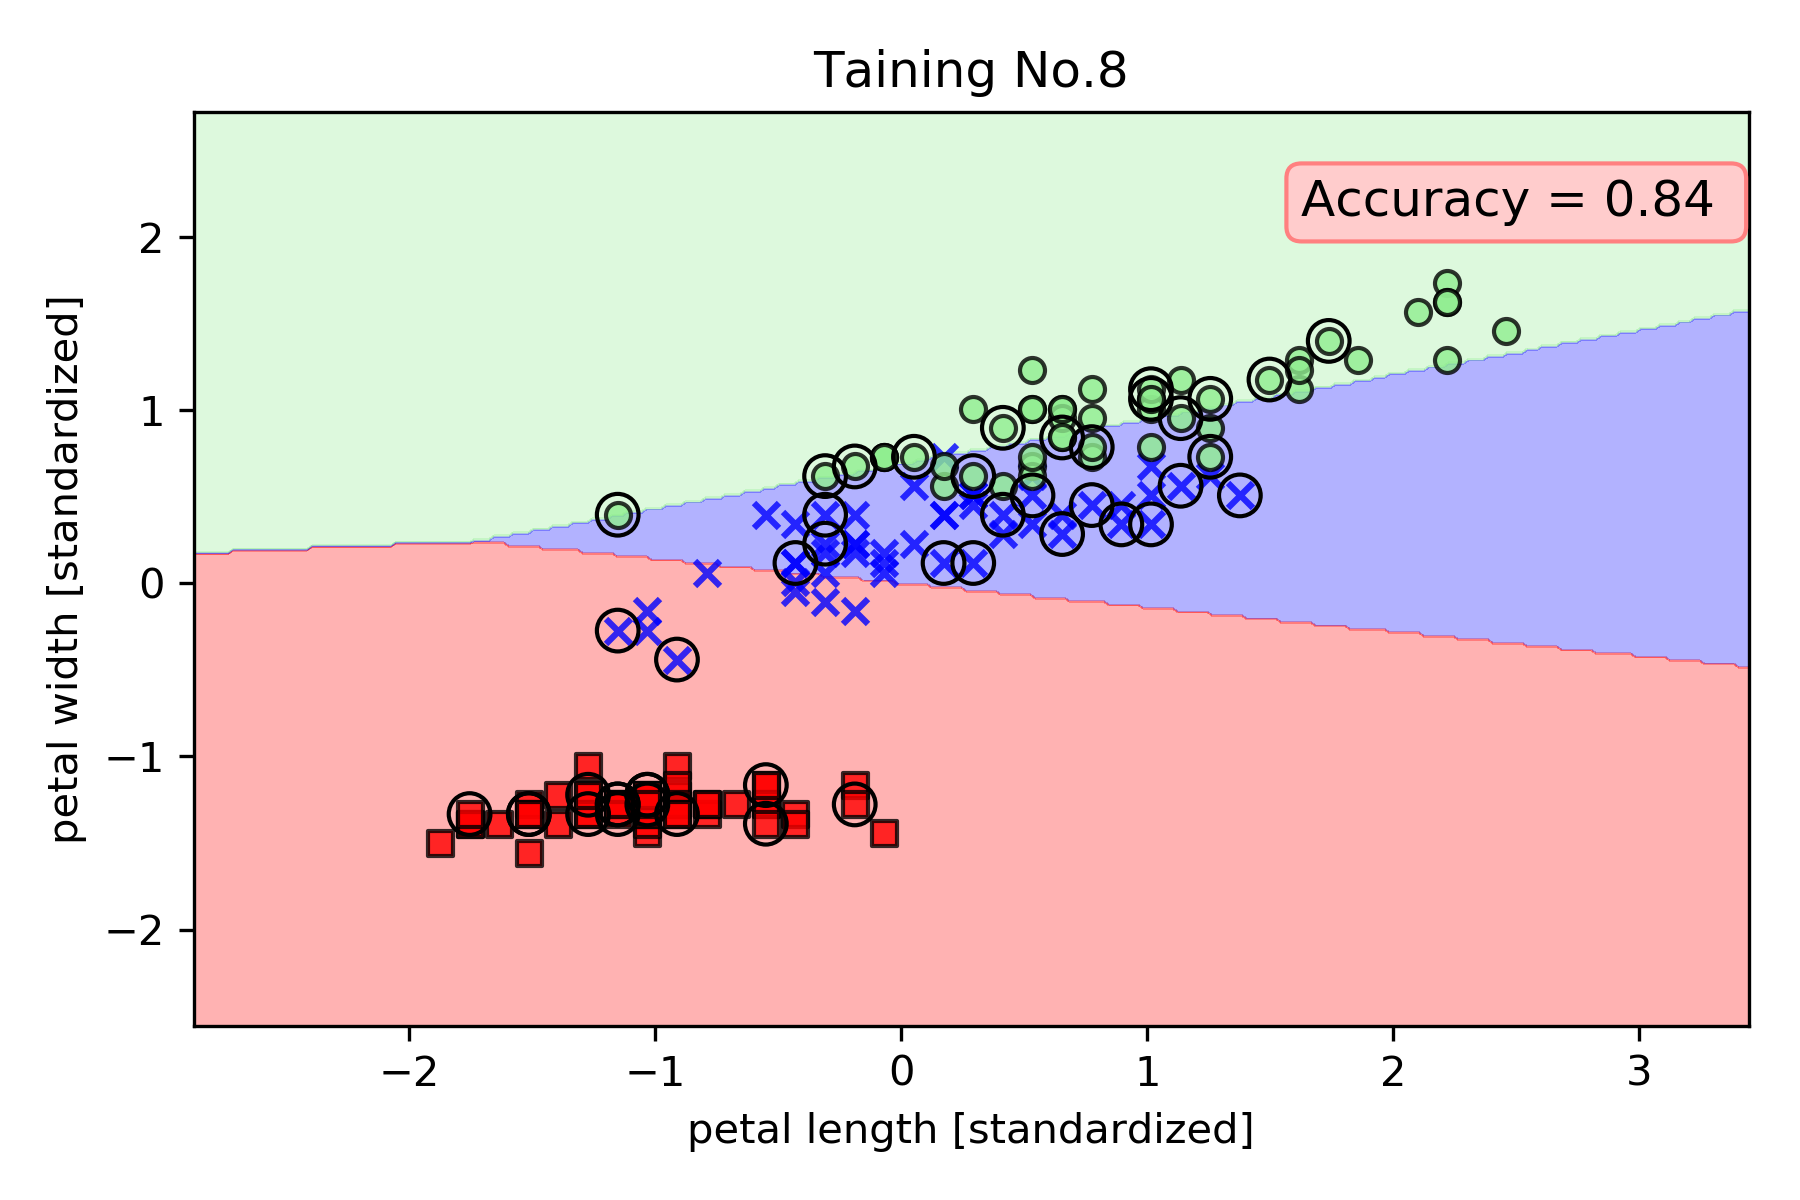 Taining No.8
Accuracy = 0.84
petal width [standardized]
2
1
0
−1
−2
−2
−1
0
1
2
3
petal length [standardized]